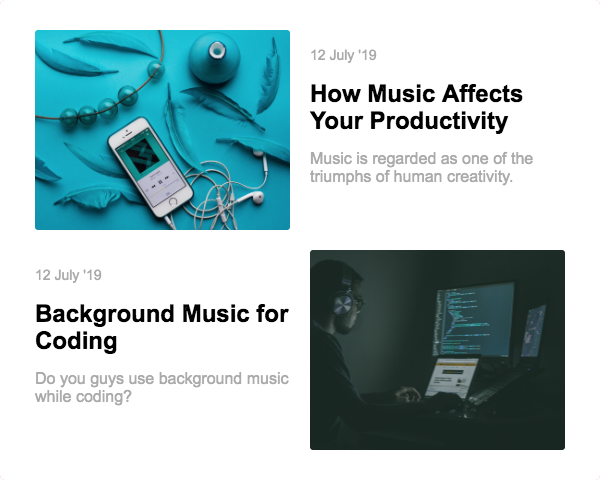 12 July '19
How Music Affects
Your Productivity
Music is regarded as one of the
triumphs of human creativity.
12 July '19
Background Music for
Coding
Do you guys use background music
while coding?